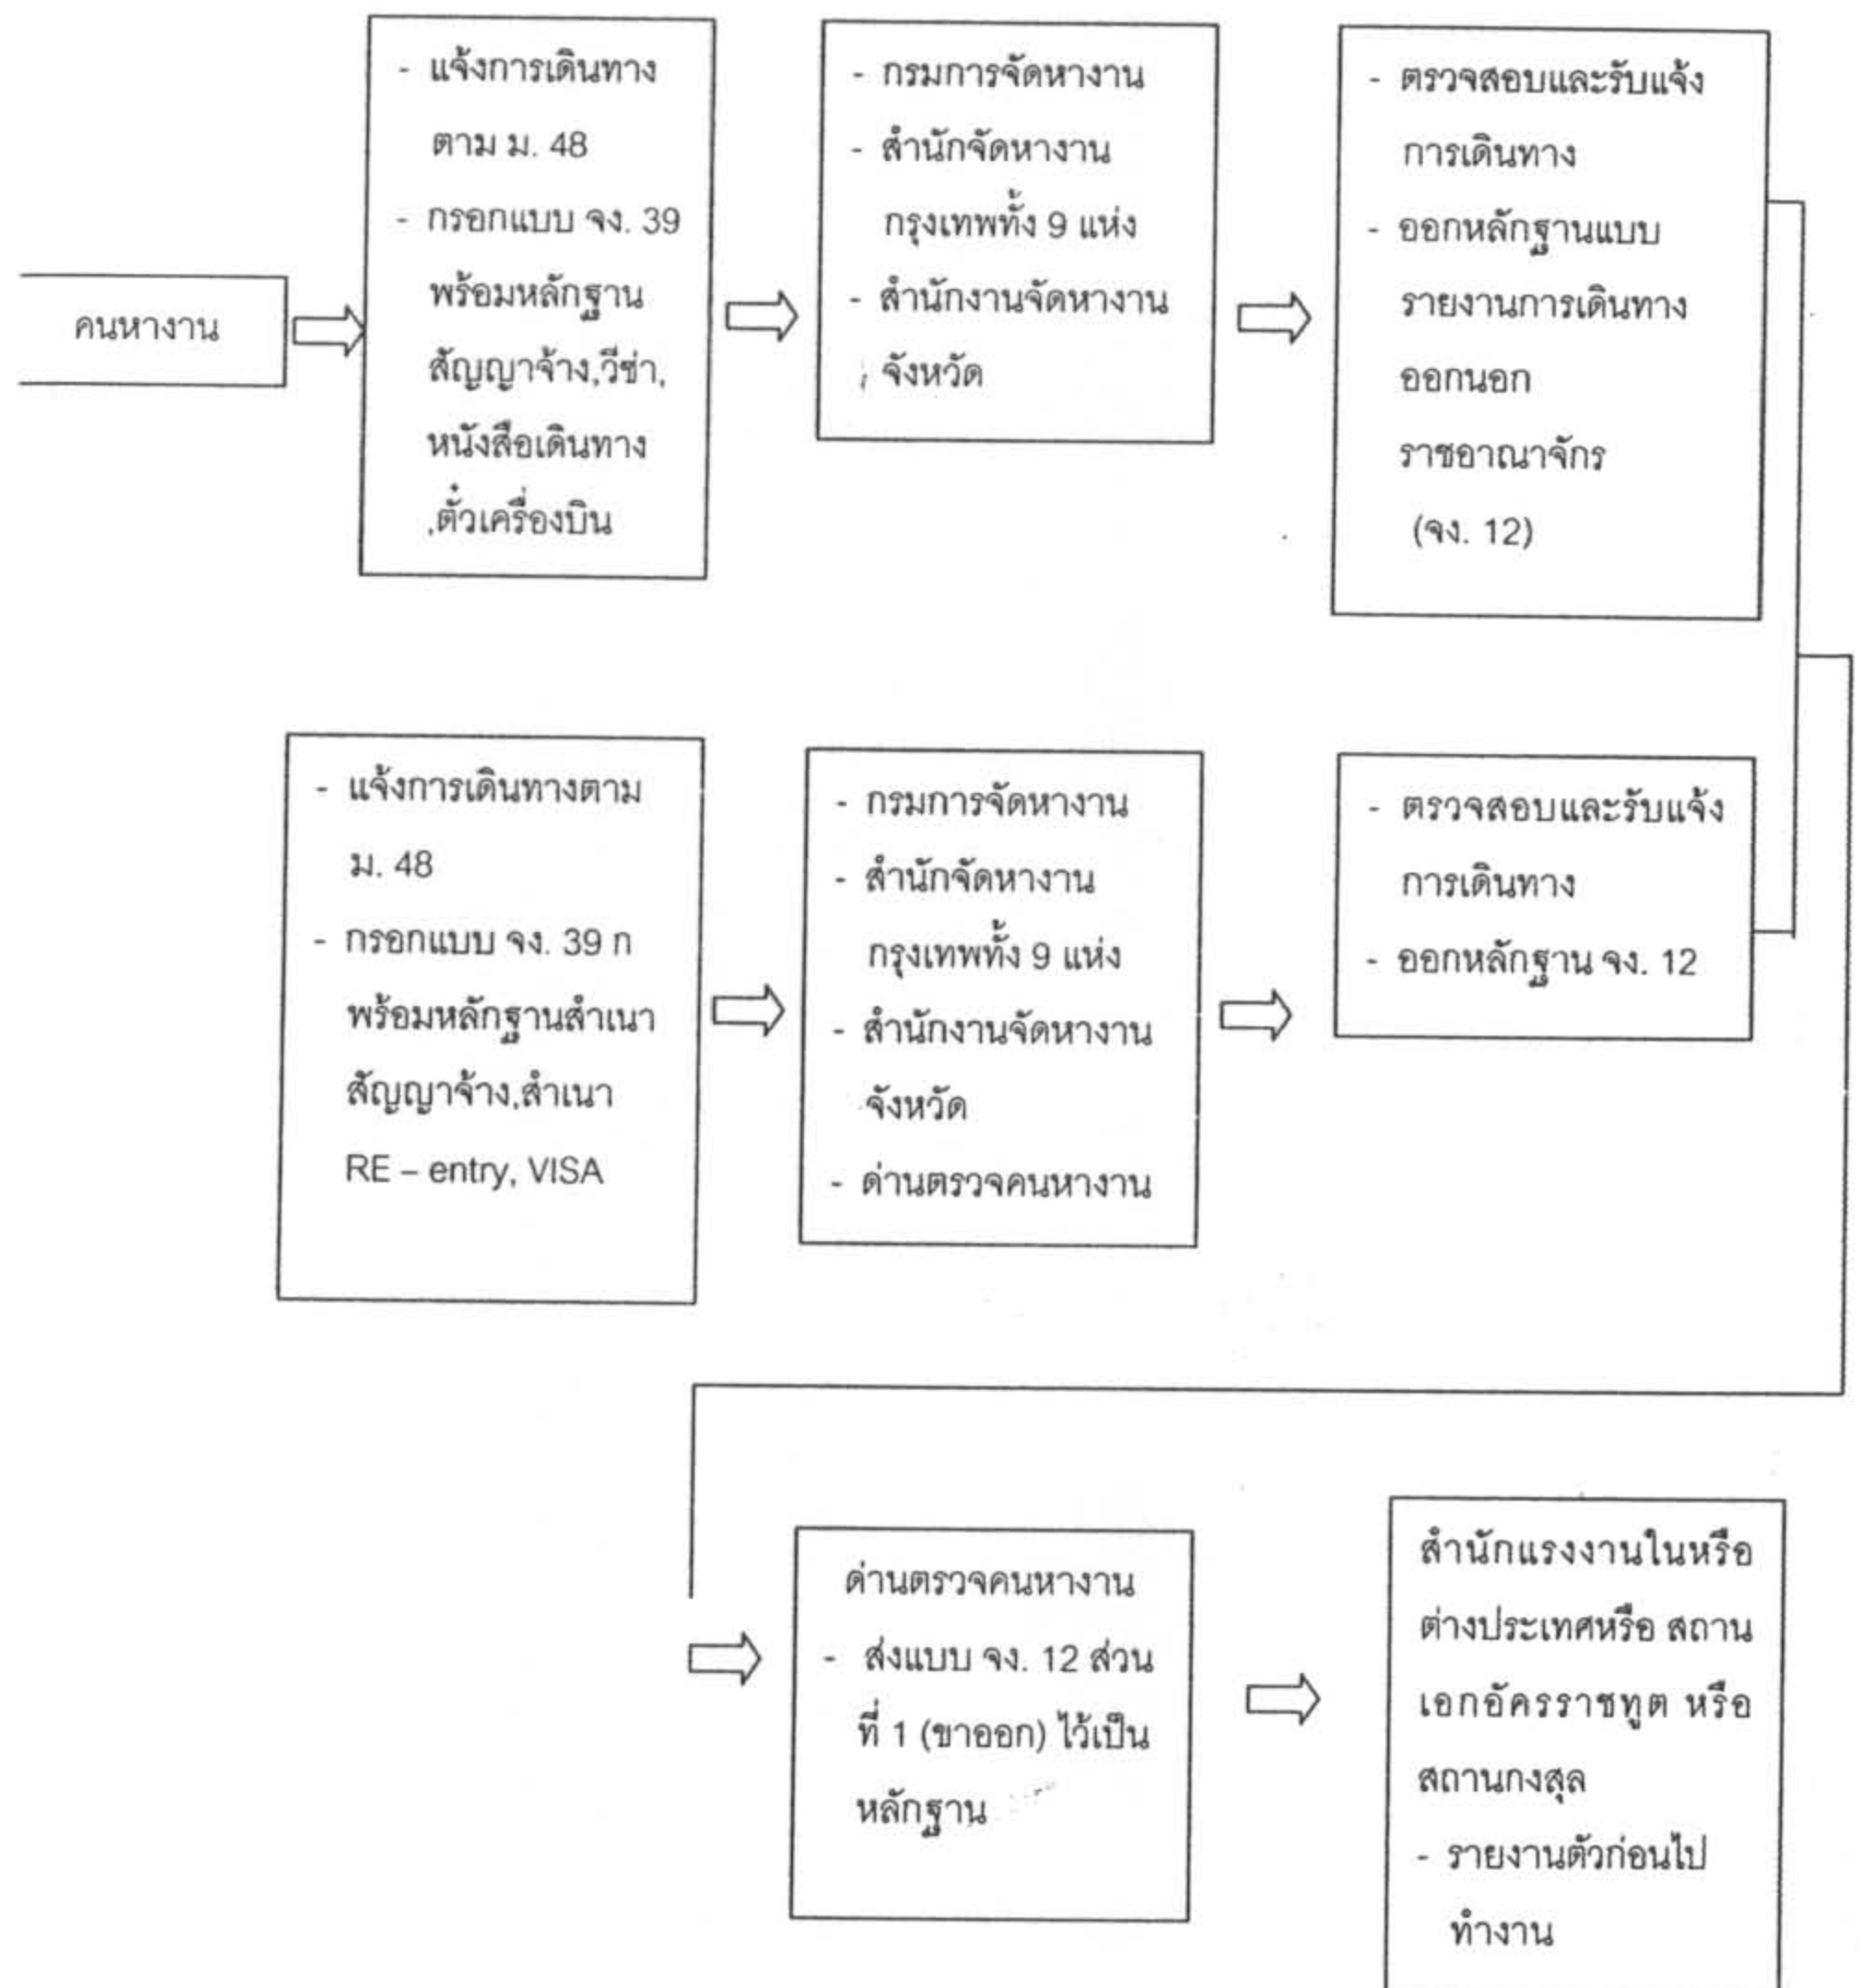 คนหางาน
- แจ้งการเดินทาง
ตาม ม. 48
- กรอกแบบ จง. 39
พร้อมหลักฐาน
สัญญาจ้าง,วีซ่า,
หนังสือเดินทาง
,ตั๋วเครื่องบิน
- กรมการจัดหางาน
- สำนักจัดหางาน
กรุงเทพทั้ง 9 แห่ง
- สำนักงานจัดหางาน
จังหวัด
- ตรวจสอบและรับแจ้ง
การเดินทาง
- ออกหลักฐานแบบ
รายงานการเดินทาง
ออกนอก
ราชอาณาจักร
(จง. 12)
- แจ้งการเดินทางตาม
ม. 48
- กรอกแบบ จง. 39 ก
พร้อมหลักฐานสำเนา
สัญญาจ้าง,สำเนา
RE – entry, VISA
- กรมการจัดหางาน
- สำนักจัดหางาน
กรุงเทพทั้ง 9 แห่ง
- สำนักงานจัดหางาน
จังหวัด
- ด่านตรวจคนหางาน
- ตรวจสอบและรับแจ้ง
การเดินทาง
- ออกหลักฐาน จง. 12
ด่านตรวจคนหางาน
- ส่งแบบ จง. 12 ส่วน
ที่ 1 (ขาออก) ไว้เป็น
หลักฐาน
สำนักแรงงานในหรือ
ต่างประเทศหรือ สถาน
เอกอัครราชทูต หรือ
สถานกงสุล
- รายงานตัวก่อนไป
ทำงาน